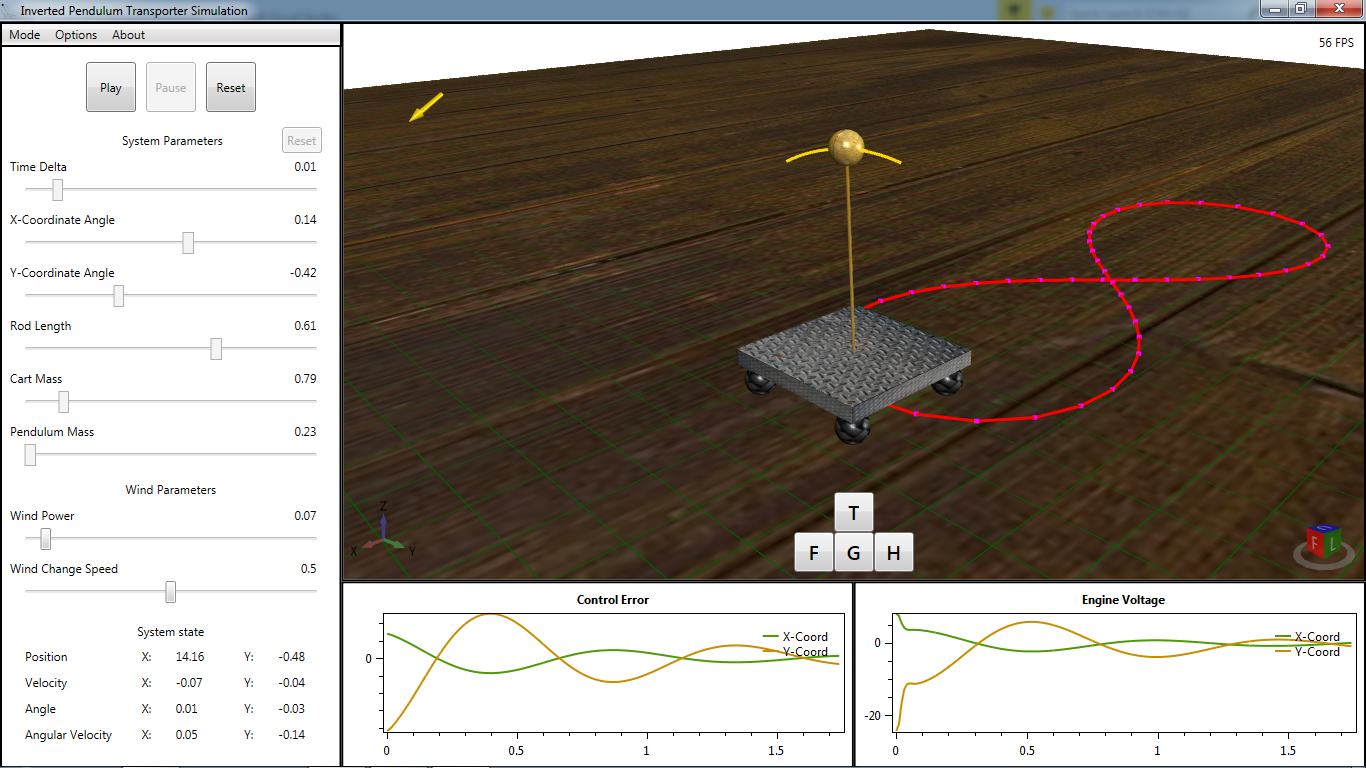 Inverted Pendulum Transporter Simulation
Mode Options About
56 FPS
Play Pause Reset
System Parameters Reset
Time Delta 0.01
X-Coordinate Angle 0.14
Y-Coordinate Angle -0.42
Rod Length 0.61
Cart Mass 0.79
Pendulum Mass 0.23
Wind Parameters
Wind Power 0.07
Wind Change Speed 0.5
System state
Position X: 14.16 Y: -0.48
Velocity X: -0.07 Y: -0.04
Angle X: 0.01 Y: -0.03
Angular Velocity X: 0.05 Y: -0.14
Z
X Y
T
F G H
F L
Control Error
X-Coord
Y-Coord
0
0 0.5 1 1.5
Engine Voltage
X-Coord
Y-Coord
0
-20
0 0.5 1 1.5